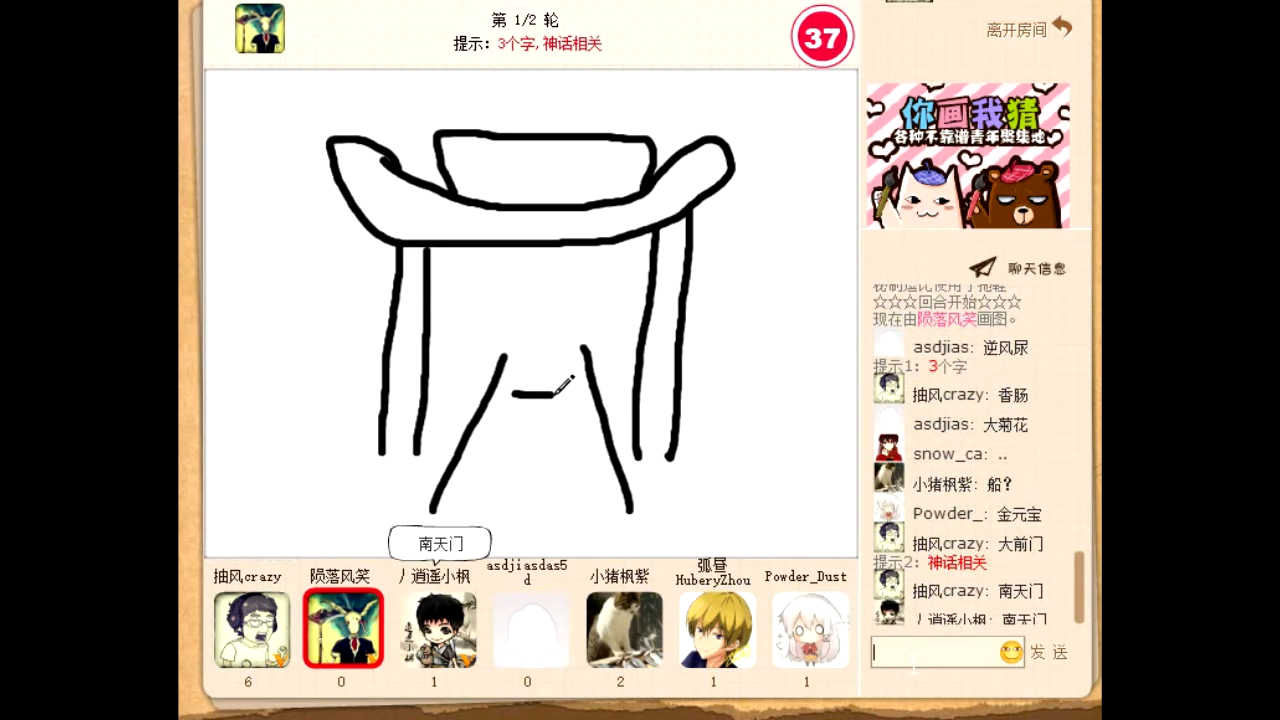 第 1/2 轮
提示: 3个字, 神话相关
37
离开房间
你画我猜
各种不靠谱青年聚集地
聊天信息
☆☆☆回合开始☆☆☆
现在由陨落风笑画图。
asdjias: 逆风尿
提示1: 3个字
抽风crazy: 香肠
asdjias: 大菊花
snow_ca: ..
小猪枫紫: 船?
Powder_: 金元宝
抽风crazy: 大前门
提示2: 神话相关
抽风crazy: 南天门
丿逍遥小枫: 南天门
发送
南天门
抽风crazy
陨落风笑
丿逍遥小枫
asdjiasdas5d
小猪枫紫
弧昼
HuberyZhou
Powder_Dust
6
0
1
0
2
1
1